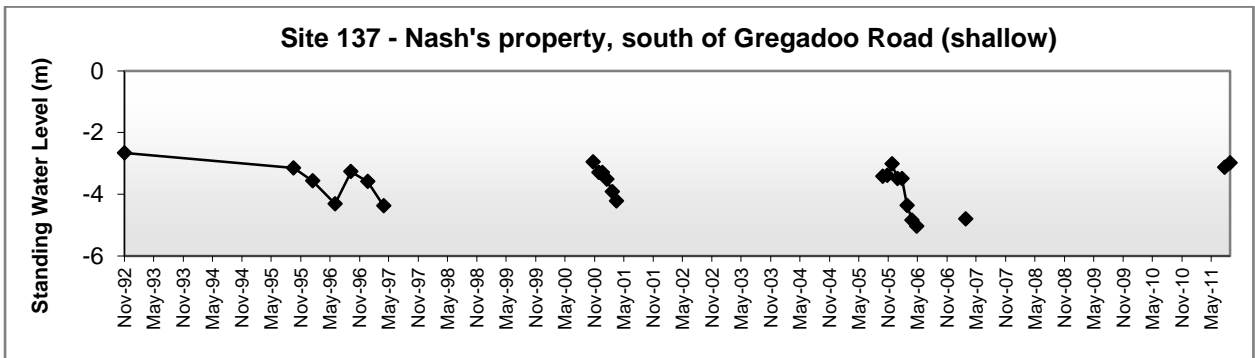 Site 137 - Nash's property, south of Gregadoo Road (shallow)
Standing Water Level (m)
0
-2
-4
-6
Nov-92
May-93
Nov-93
May-94
Nov-94
May-95
Nov-95
May-96
Nov-96
May-97
Nov-97
May-98
Nov-98
May-99
Nov-99
May-00
Nov-00
May-01
Nov-01
May-02
Nov-02
May-03
Nov-03
May-04
Nov-04
May-05
Nov-05
May-06
Nov-06
May-07
Nov-07
May-08
Nov-08
May-09
Nov-09
May-10
Nov-10
May-11